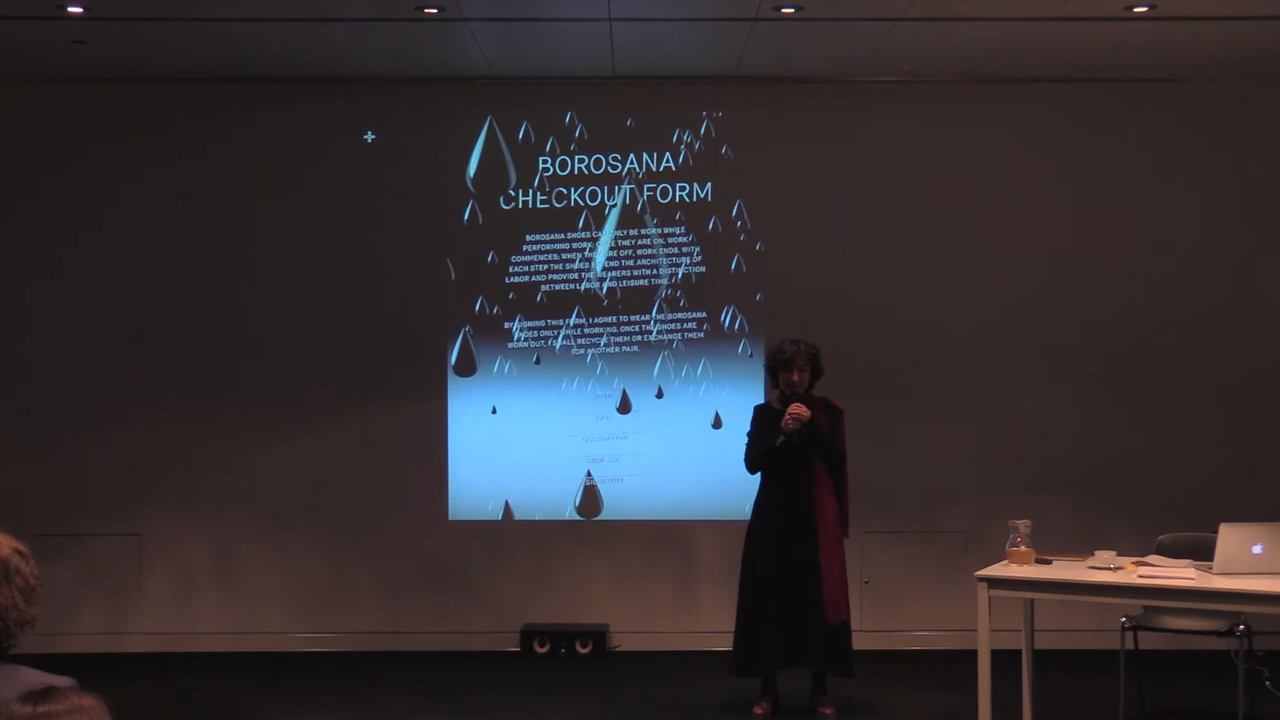 BOROSANA
CHECKOUT FORM
BOROSANA SHOES CAN ONLY BE WORN WHILE
PERFORMING WORK: ONCE THEY ARE ON, WORK
COMMENCES; WHEN THEY ARE OFF, WORK ENDS. WITH
EACH STEP THE SHOES EXTEND THE ARCHITECTURE OF
LABOR AND PROVIDE THE WEARERS WITH A DISTINCTION
BETWEEN LABOR AND LEISURE TIME.
BY SIGNING THIS FORM, I AGREE TO WEAR THE BOROSANA
SHOES ONLY WHILE WORKING. ONCE THE SHOES ARE
WORN OUT, I SHALL RECYCLE THEM OR EXCHANGE THEM
FOR ANOTHER PAIR.
OCCUPATION